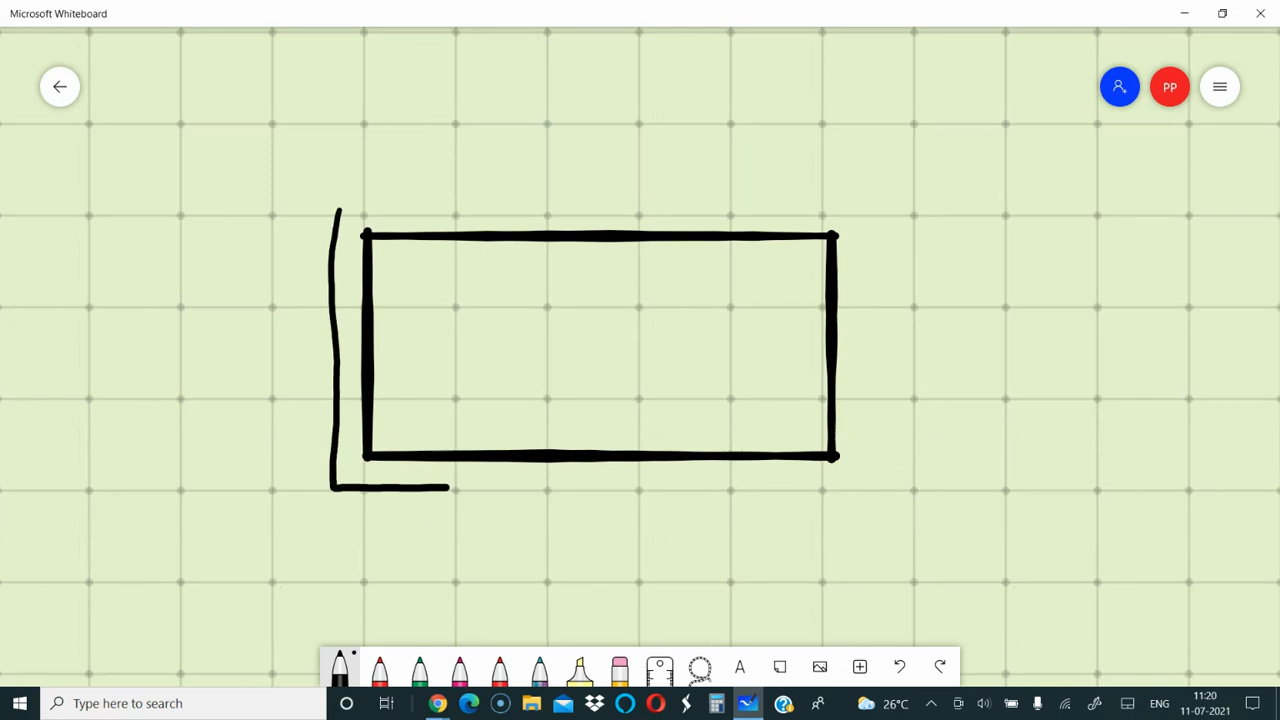 Microsoft Whiteboard
PP
A
Type here to search
26°C
ENG
11:20
11-07-2021